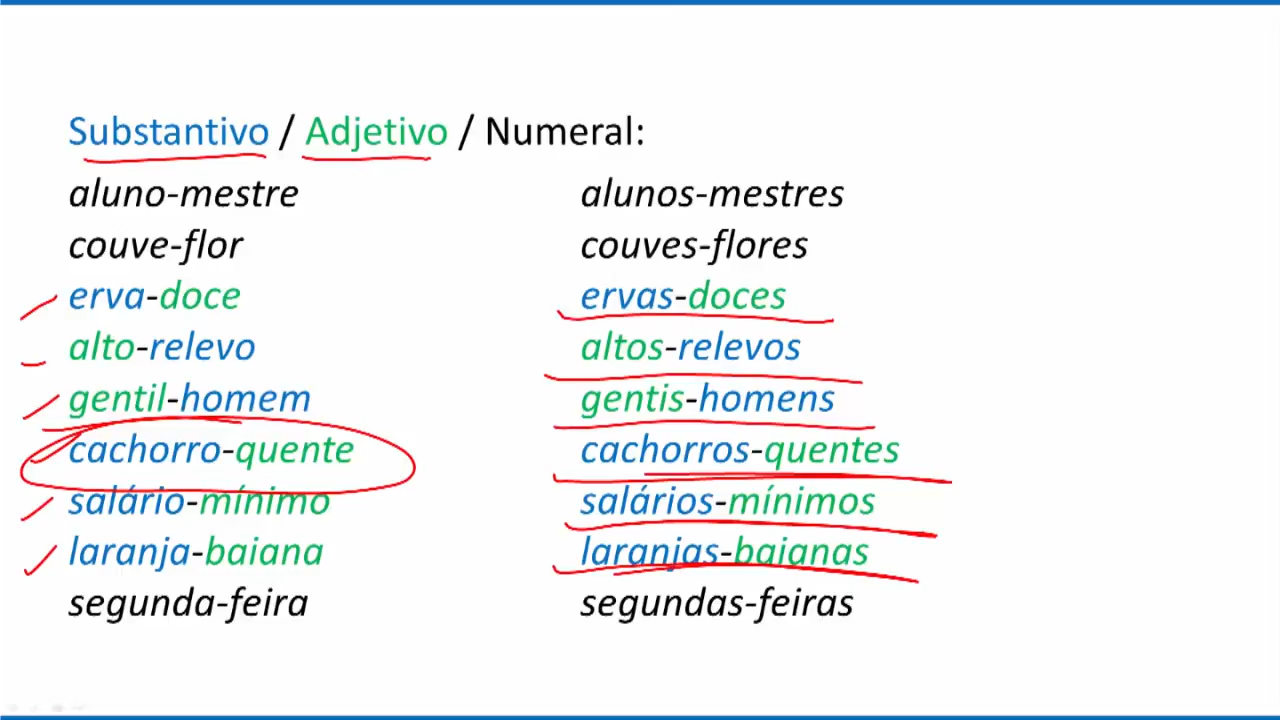 Substantivo / Adjetivo / Numeral:
aluno-mestre alunos-mestres
couve-flor couves-flores
erva-doce ervas-doces
alto-relevo altos-relevos
gentil-homem gentis-homens
cachorro-quente cachorros-quentes
salário-mínimo salários-mínimos
laranja-baiana laranjas-baianas
segunda-feira segundas-feiras